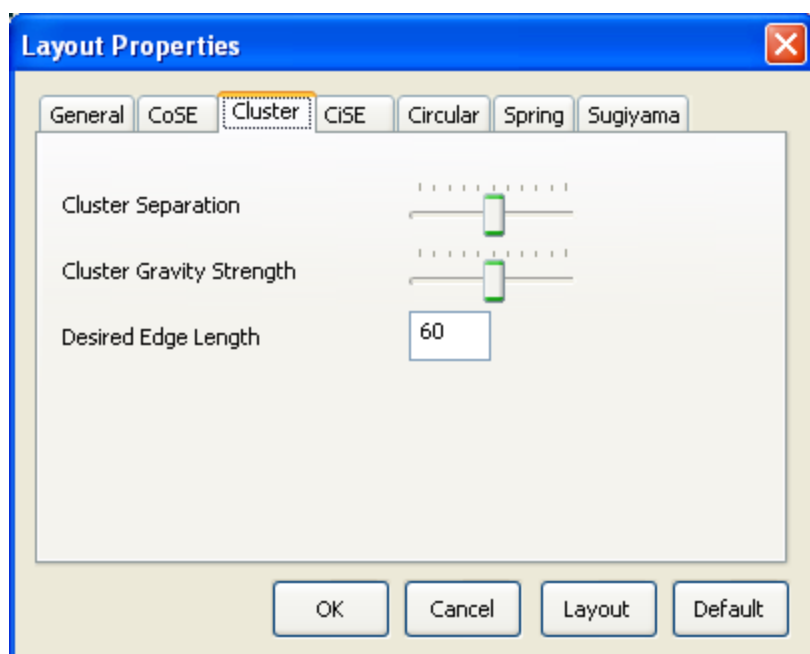 Layout Properties
General CoSE Cluster CiSE Circular Spring Sugiyama
Cluster Separation
Cluster Gravity Strength
Desired Edge Length 60
OK Cancel Layout Default